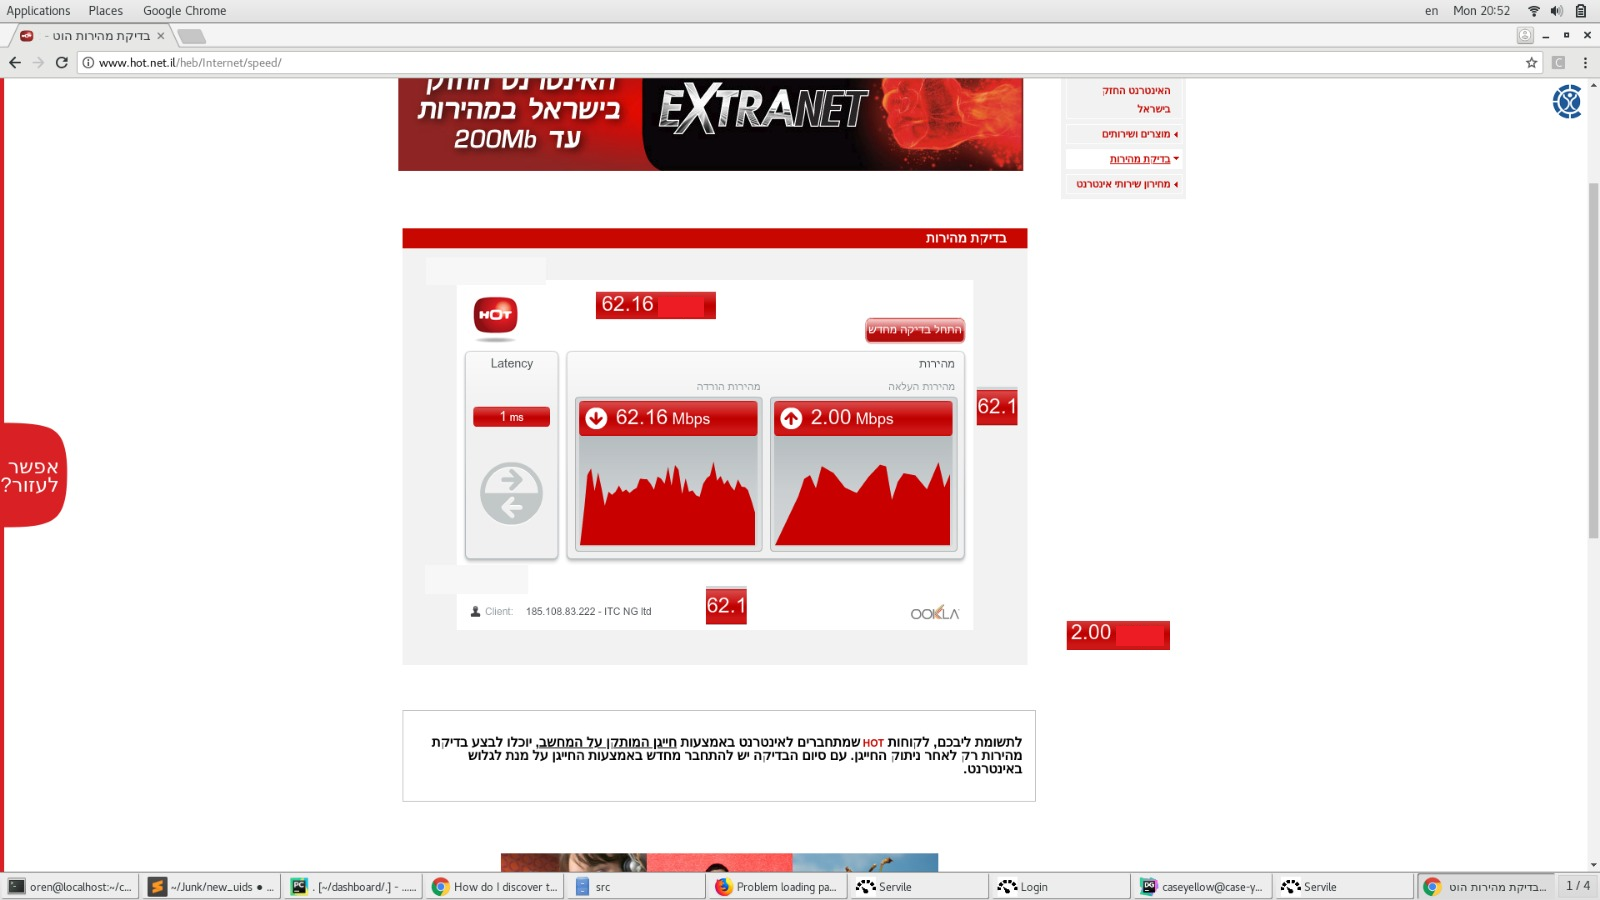 Applications Places Google Chrome
en Mon 20:52
בדיקת מהירות הוט -
www.hot.net.il/heb/Internet/speed/
האינטרנט החזק
בישראל במהירות
עד 200Mb
EXTRANET
האינטרנט החזק
בישראל
מוצרים ושירותים
בדיקת מהירות
מחירון שירותי אינטרנט
בדיקת מהירות
HOT
62.16
התחל בדיקה מחדש
Latency
מהירות
מהירות הורדה
מהירות העלאה
1 ms
62.16 Mbps
2.00 Mbps
62.1
אפשר
לעזור?
Client: 185.108.83.222 - ITC NG ltd
62.1
OOKLA
2.00
לתשומת ליבכם, לקוחות HOT שמתחברים לאינטרנט באמצעות חייגן המותקן על המחשב, יוכלו לבצע בדיקת
מהירות רק לאחר ניתוק החייגן. עם סיום הבדיקה יש להתחבר מחדש באמצעות החייגן על מנת לגלוש
באינטרנט.
oren@localhost:~/c...
~/Junk/new_uids ● ...
. [~/dashboard/.] - ......
How do I discover t...
src
Problem loading pa...
Servile
Login
caseyellow@case-y...
Servile
בדיקת מהירות הוט...
1 / 4